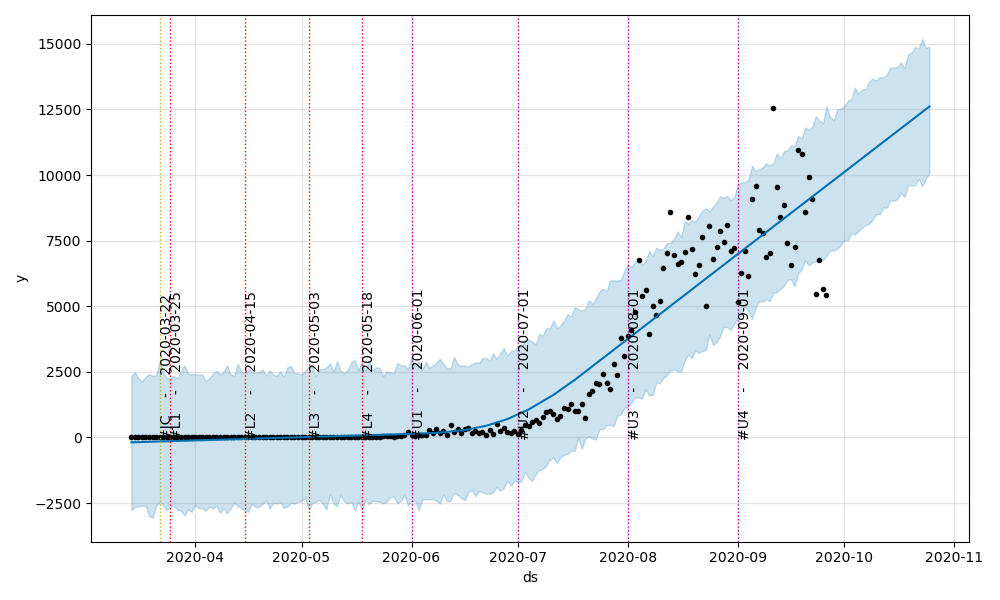 15000
12500
10000
7500
5000
2500
0
−2500
y
#JC - 2020-03-22
#L1 - 2020-03-25
#L2 - 2020-04-15
#L3 - 2020-05-03
#L4 - 2020-05-18
#U1 - 2020-06-01
#U2 - 2020-07-01
#U3 - 2020-08-01
#U4 - 2020-09-01
2020-04
2020-05
2020-06
2020-07
2020-08
2020-09
2020-10
2020-11
ds